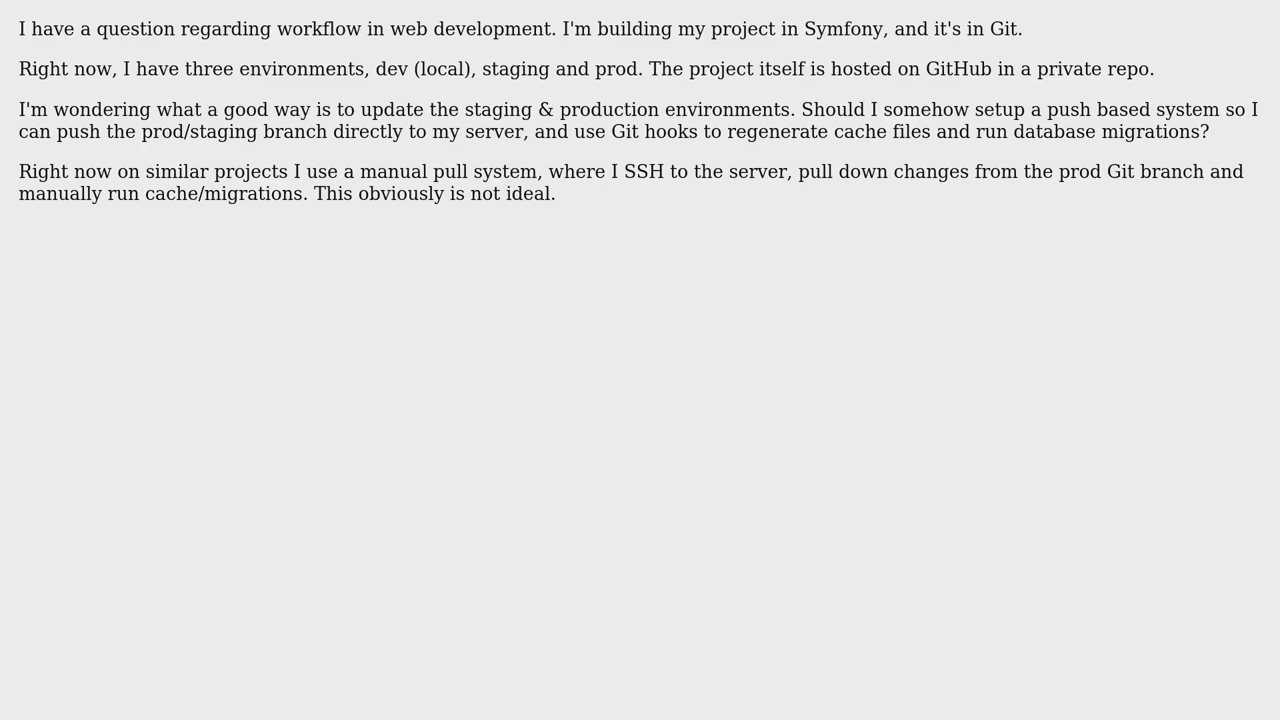 I have a question regarding workflow in web development. I'm building my project in Symfony, and it's in Git.
Right now, I have three environments, dev (local), staging and prod. The project itself is hosted on GitHub in a private repo.
I'm wondering what a good way is to update the staging & production environments. Should I somehow setup a push based system so I
can push the prod/staging branch directly to my server, and use Git hooks to regenerate cache files and run database migrations?
Right now on similar projects I use a manual pull system, where I SSH to the server, pull down changes from the prod Git branch and
manually run cache/migrations. This obviously is not ideal.